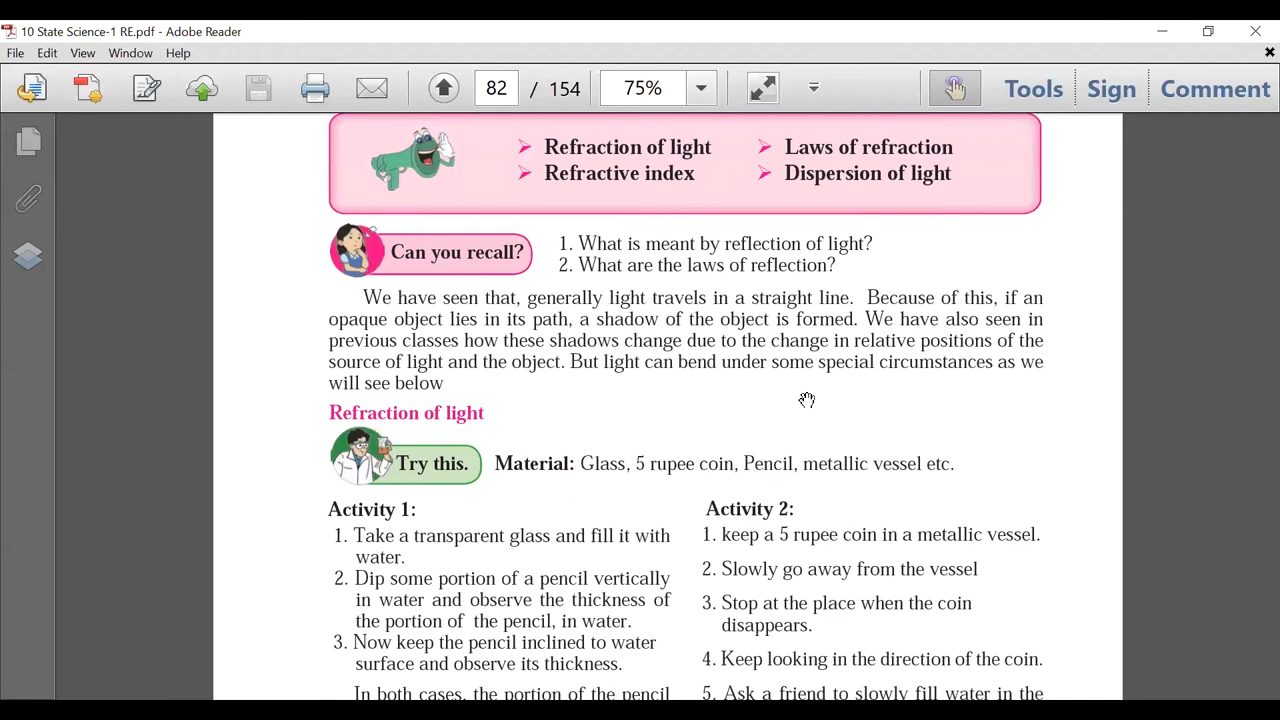 10 State Science-1 RE.pdf - Adobe Reader
File Edit View Window Help
82 / 154 75% Tools Sign Comment
Refraction of light
Refractive index
Laws of refraction
Dispersion of light
Can you recall?
1. What is meant by reflection of light?
2. What are the laws of reflection?
We have seen that, generally light travels in a straight line. Because of this, if an
opaque object lies in its path, a shadow of the object is formed. We have also seen in
previous classes how these shadows change due to the change in relative positions of the
source of light and the object. But light can bend under some special circumstances as we
will see below
Refraction of light
Try this. Material: Glass, 5 rupee coin, Pencil, metallic vessel etc.
Activity 1:
1. Take a transparent glass and fill it with
water.
2. Dip some portion of a pencil vertically
in water and observe the thickness of
the portion of the pencil, in water.
3. Now keep the pencil inclined to water
surface and observe its thickness.
In both cases, the portion of the pencil
Activity 2:
1. keep a 5 rupee coin in a metallic vessel.
2. Slowly go away from the vessel
3. Stop at the place when the coin
disappears.
4. Keep looking in the direction of the coin.
5. Ask a friend to slowly fill water in the